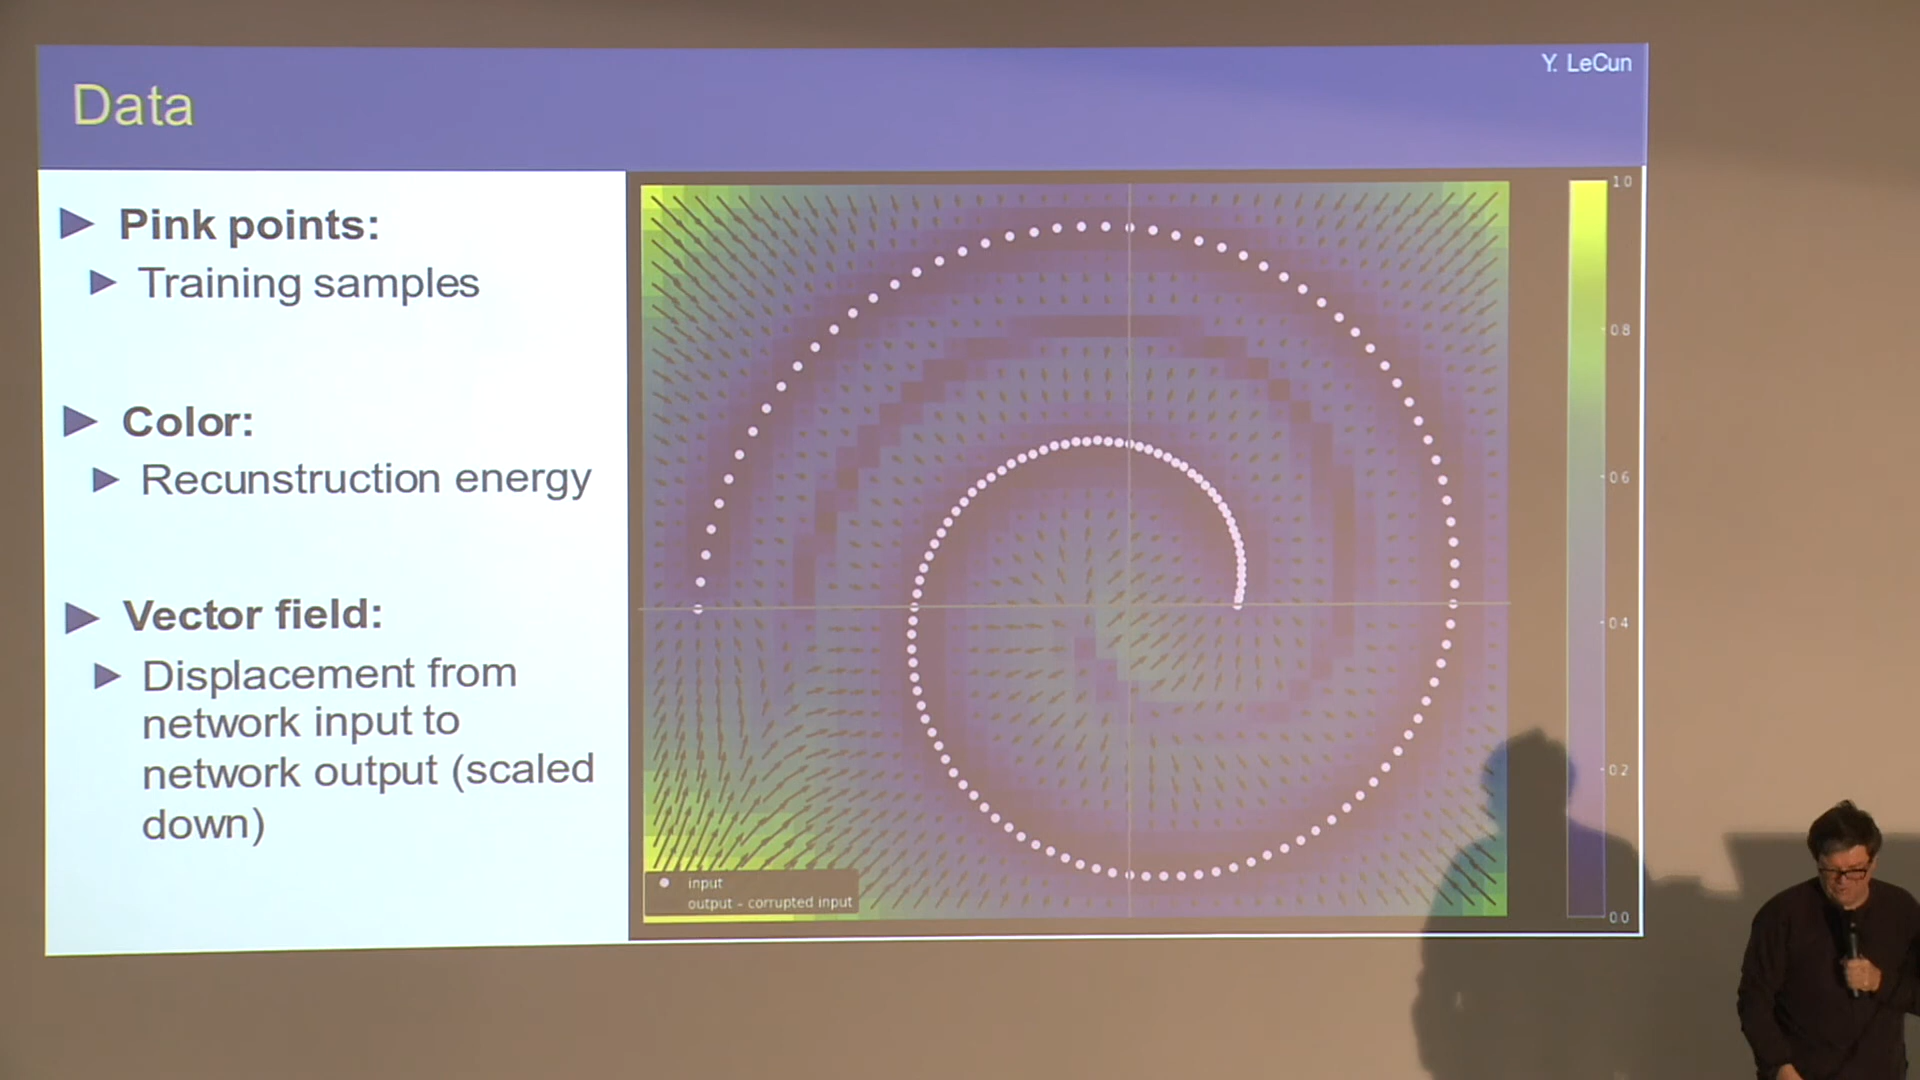 Y. LeCun
Data
Pink points:
Training samples
Color:
Recunstruction energy
Vector field:
Displacement from
network input to
network output (scaled
down)
input
output - corrupted input
1.0
0.8
0.6
0.4
0.2
0.0